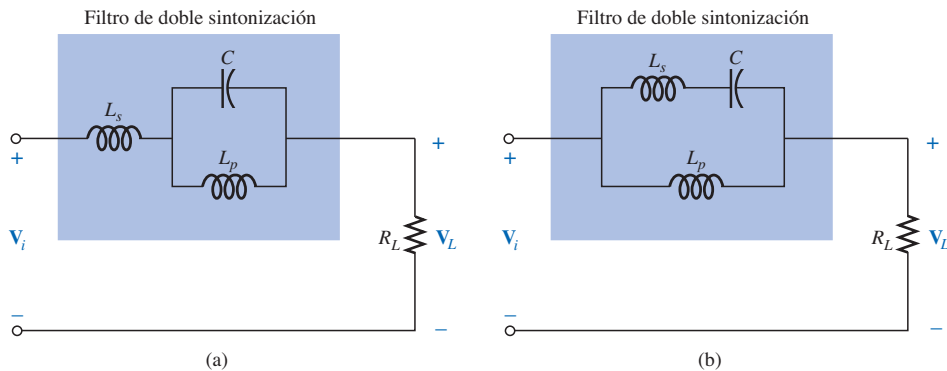 Filtro de doble sintonización
C
L_s
L_p
+
+
V_i
R_L
V_L
−
−
(a)
Filtro de doble sintonización
L_s
C
L_p
+
+
V_i
R_L
V_L
−
−
(b)